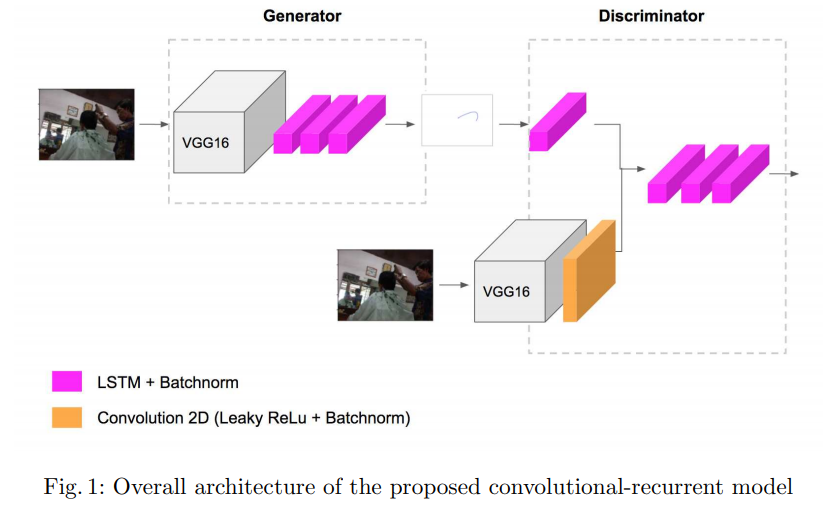 Generator
Discriminator
VGG16
VGG16
LSTM + Batchnorm
Convolution 2D (Leaky ReLu + Batchnorm)
Fig. 1: Overall architecture of the proposed convolutional-recurrent model